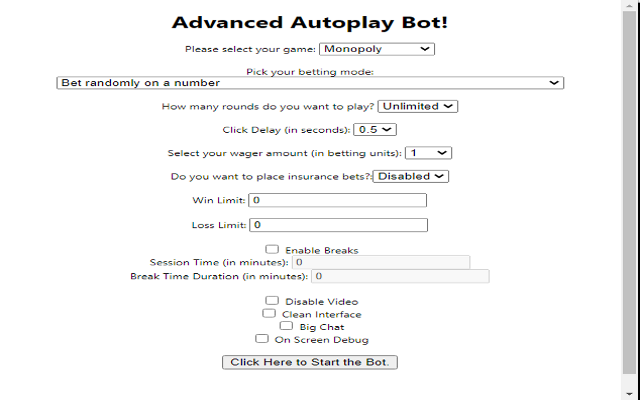 Advanced Autoplay Bot!
Please select your game: Monopoly
Pick your betting mode:
Bet randomly on a number
How many rounds do you want to play? Unlimited
Click Delay (in seconds): 0.5
Select your wager amount (in betting units): 1
Do you want to place insurance bets?: Disabled
Win Limit: 0
Loss Limit: 0
Enable Breaks
Session Time (in minutes): 0
Break Time Duration (in minutes): 0
Disable Video
Clean Interface
Big Chat
On Screen Debug
Click Here to Start the Bot.